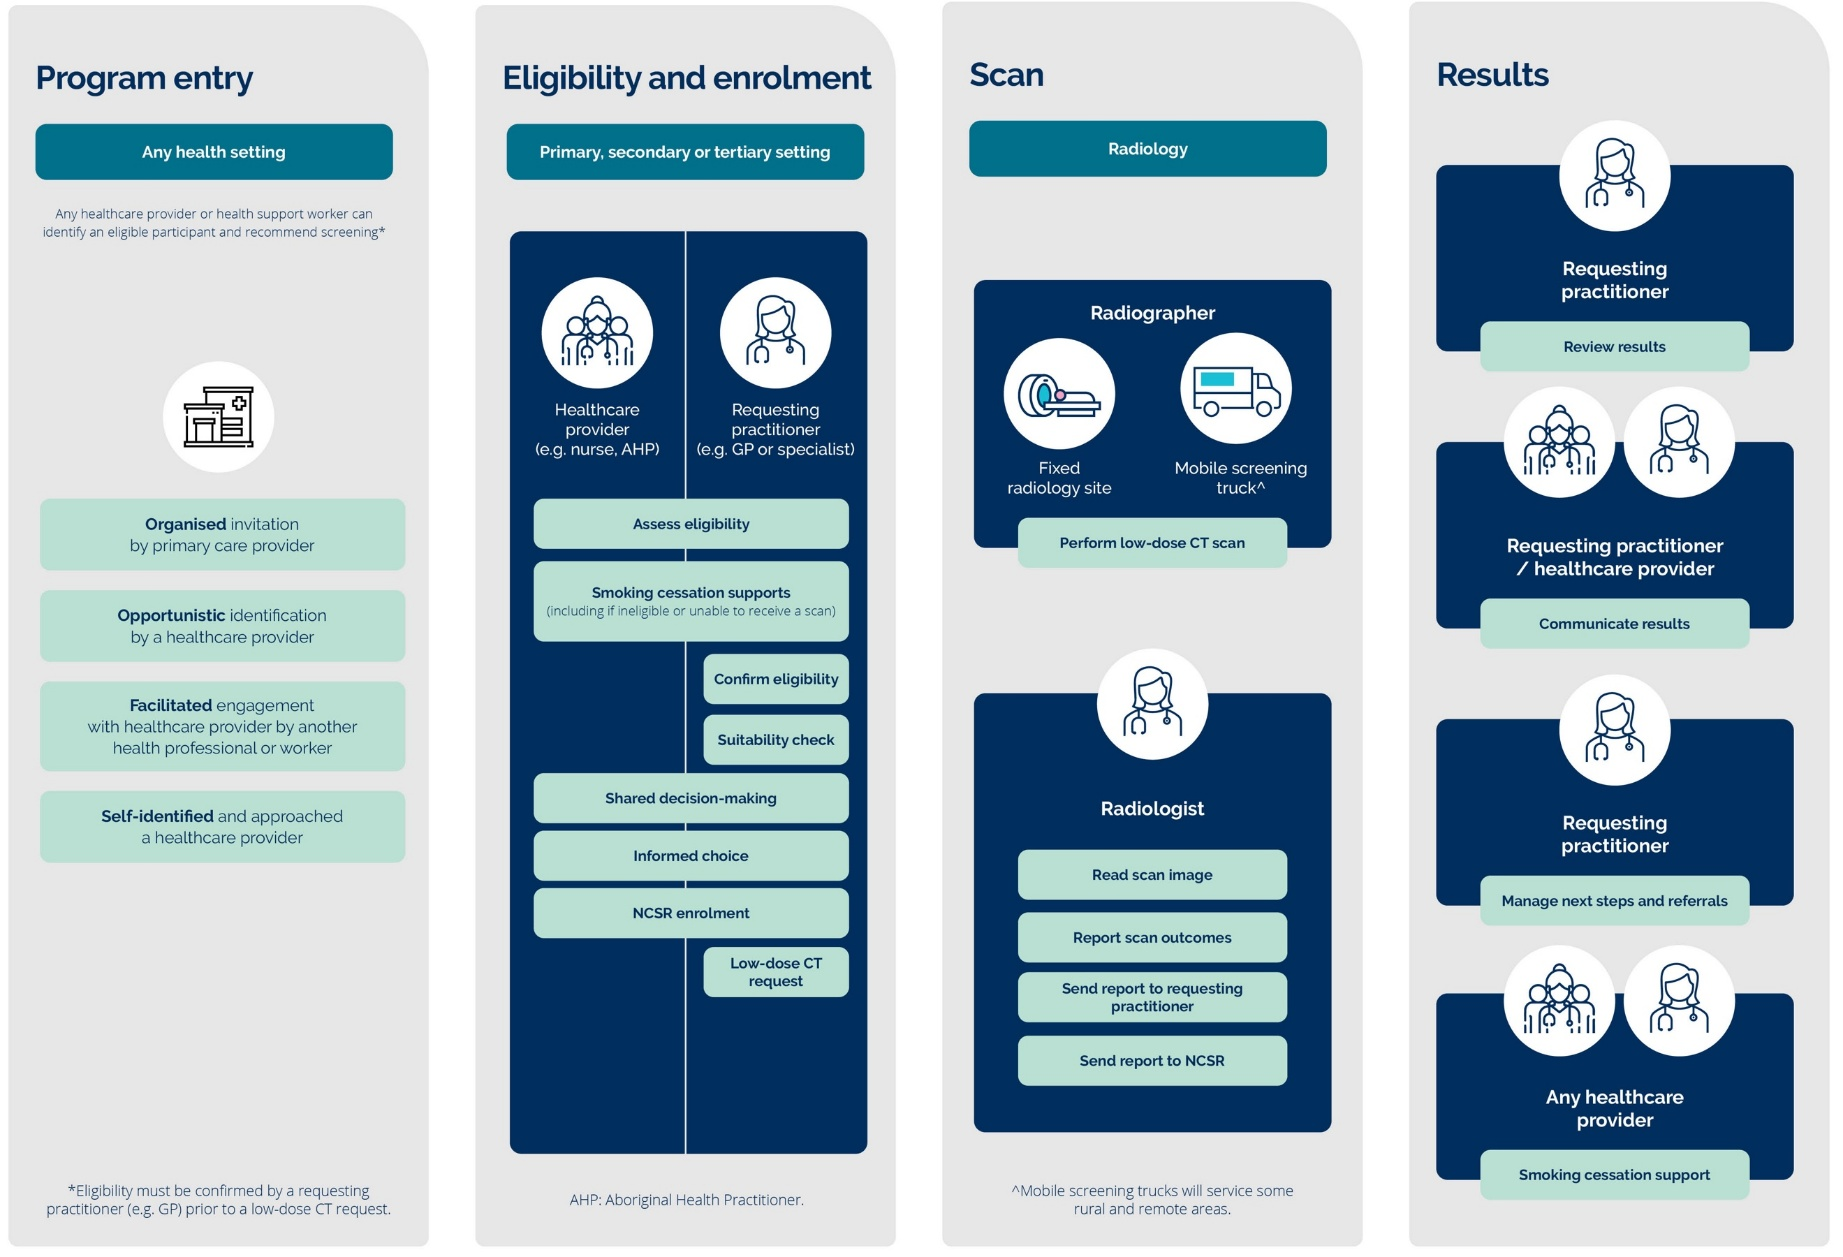 Program entry
Any health setting
Any healthcare provider or health support worker can
identify an eligible participant and recommend screening*
Organised invitation
by primary care provider
Opportunistic identification
by a healthcare provider
Facilitated engagement
with healthcare provider by another
health professional or worker
Self-identified and approached
a healthcare provider
*Eligibility must be confirmed by a requesting
practitioner (e.g. GP) prior to a low-dose CT request.
Eligibility and enrolment
Primary, secondary or tertiary setting
Healthcare
provider
(e.g. nurse, AHP)
Requesting
practitioner
(e.g. GP or specialist)
Assess eligibility
Smoking cessation supports
(including if ineligible or unable to receive a scan)
Confirm eligibility
Suitability check
Shared decision-making
Informed choice
NCSR enrolment
Low-dose CT
request
AHP: Aboriginal Health Practitioner.
Scan
Radiology
Radiographer
Fixed
radiology site
Mobile screening
truck^
Perform low-dose CT scan
Radiologist
Read scan image
Report scan outcomes
Send report to requesting
practitioner
Send report to NCSR
^Mobile screening trucks will service some
rural and remote areas.
Results
Requesting
practitioner
Review results
Requesting practitioner
/ healthcare provider
Communicate results
Requesting
practitioner
Manage next steps and referrals
Any healthcare
provider
Smoking cessation support